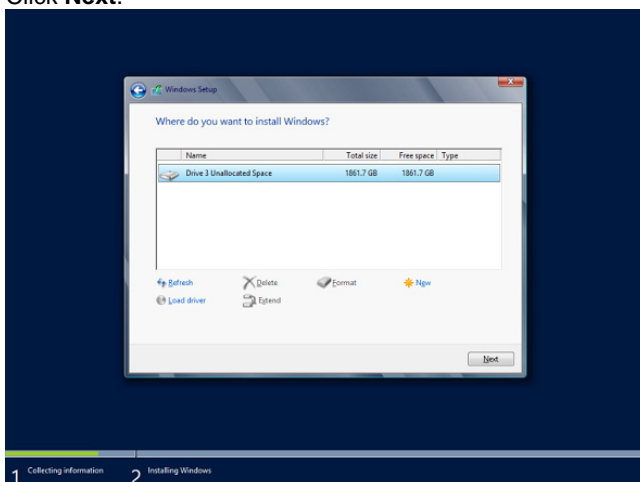 Click Next.
Windows Setup
Where do you want to install Windows?
Name Total size Free space Type
Drive 3 Unallocated Space 1861.7 GB 1861.7 GB
Refresh Delete Format New
Load driver Extend
Next
1 Collecting information 2 Installing Windows